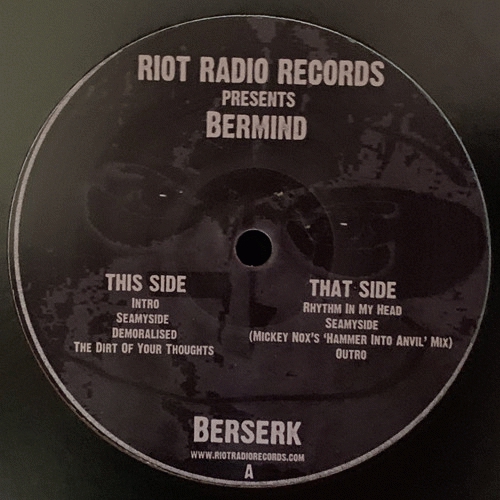 RIOT RADIO RECORDS
PRESENTS
BERMIND
THIS SIDE
INTRO
SEAMYSIDE
DEMORALISED
THE DIRT OF YOUR THOUGHTS
THAT SIDE
RHYTHM IN MY HEAD
SEAMYSIDE
(MICKEY NOX'S 'HAMMER INTO ANVIL' MIX)
OUTRO
BERSERK
WWW.RIOTRADIORECORDS.COM
A